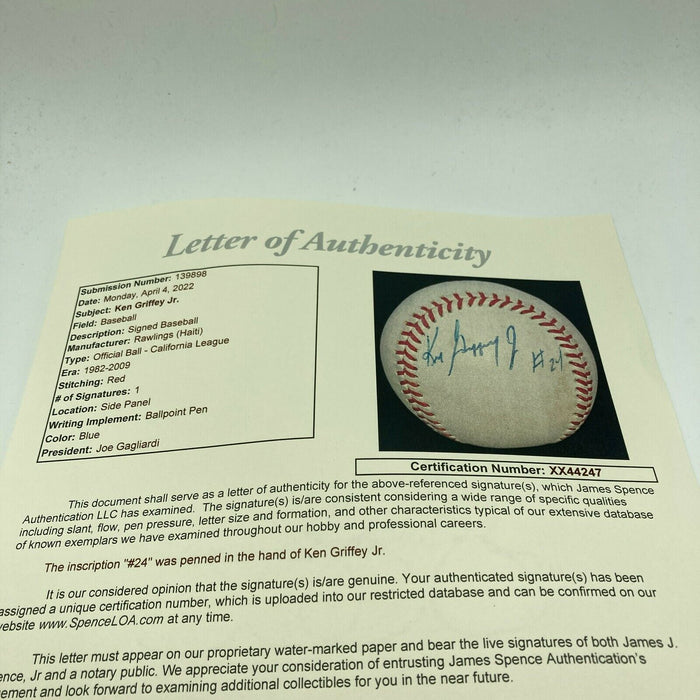 Letter of Authenticity
Submission Number: 139898
Date: Monday, April 4, 2022
Subject: Ken Griffey Jr.
Field: Baseball
Description: Signed Baseball
Manufacturer: Rawlings (Haiti)
Type: Official Ball - California League
Era: 1982-2009
Stitching: Red
# of Signatures: 1
Location: Side Panel
Writing Implement: Ballpoint Pen
Color: Blue
President: Joe Gagliardi
Ken Griffey Jr #24
Certification Number: XX44247
This document shall serve as a letter of authenticity for the above-referenced signature(s), which James Spence
Authentication LLC has examined. The signature(s) is/are consistent considering a wide range of specific qualities
including slant, flow, pen pressure, letter size and formation, and other characteristics typical of our extensive database
of known exemplars we have examined throughout our hobby and professional careers.
The inscription "#24" was penned in the hand of Ken Griffey Jr.
It is our considered opinion that the signature(s) is/are genuine. Your authenticated signature(s) has been
assigned a unique certification number, which is uploaded into our restricted database and can be confirmed on our
website www.SpenceLOA.com at any time.
This letter must appear on our proprietary water-marked paper and bear the live signatures of both James J.
ence, Jr and a notary public. We appreciate your consideration of entrusting James Spence Authentication's
ement and look forward to examining additional collectibles for you in the near future.